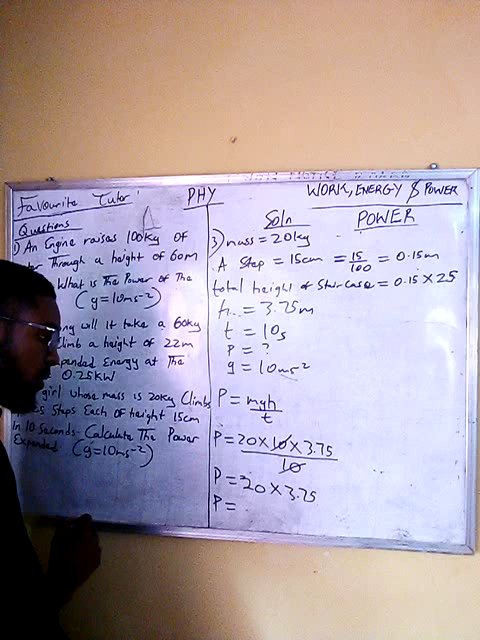 Favourite Tutor
PHY
WORK, ENERGY & POWER
Questions
1) An Engine raises 100kg of
Through a height of 60m
What is The Power of The
(g=10ms-2)
will it take a 60kg
climb a height of 22m
Energy at The
0.25KW
girl whose mass is 20kg Climbs
Steps Each of height 15cm
In 10 seconds- Calculate The Power
Expended (g=10ms-2)
Soln
POWER
3) mass = 20kg
A Step = 15cm = 15/100 = 0.15m
total height of Staircase = 0.15 × 25
h... = 3.75m
t = 10s
P = ?
g = 10ms-2
P = mgh/t
P = 20 × 10 × 3.75
10
P = 20 × 3.75
P =